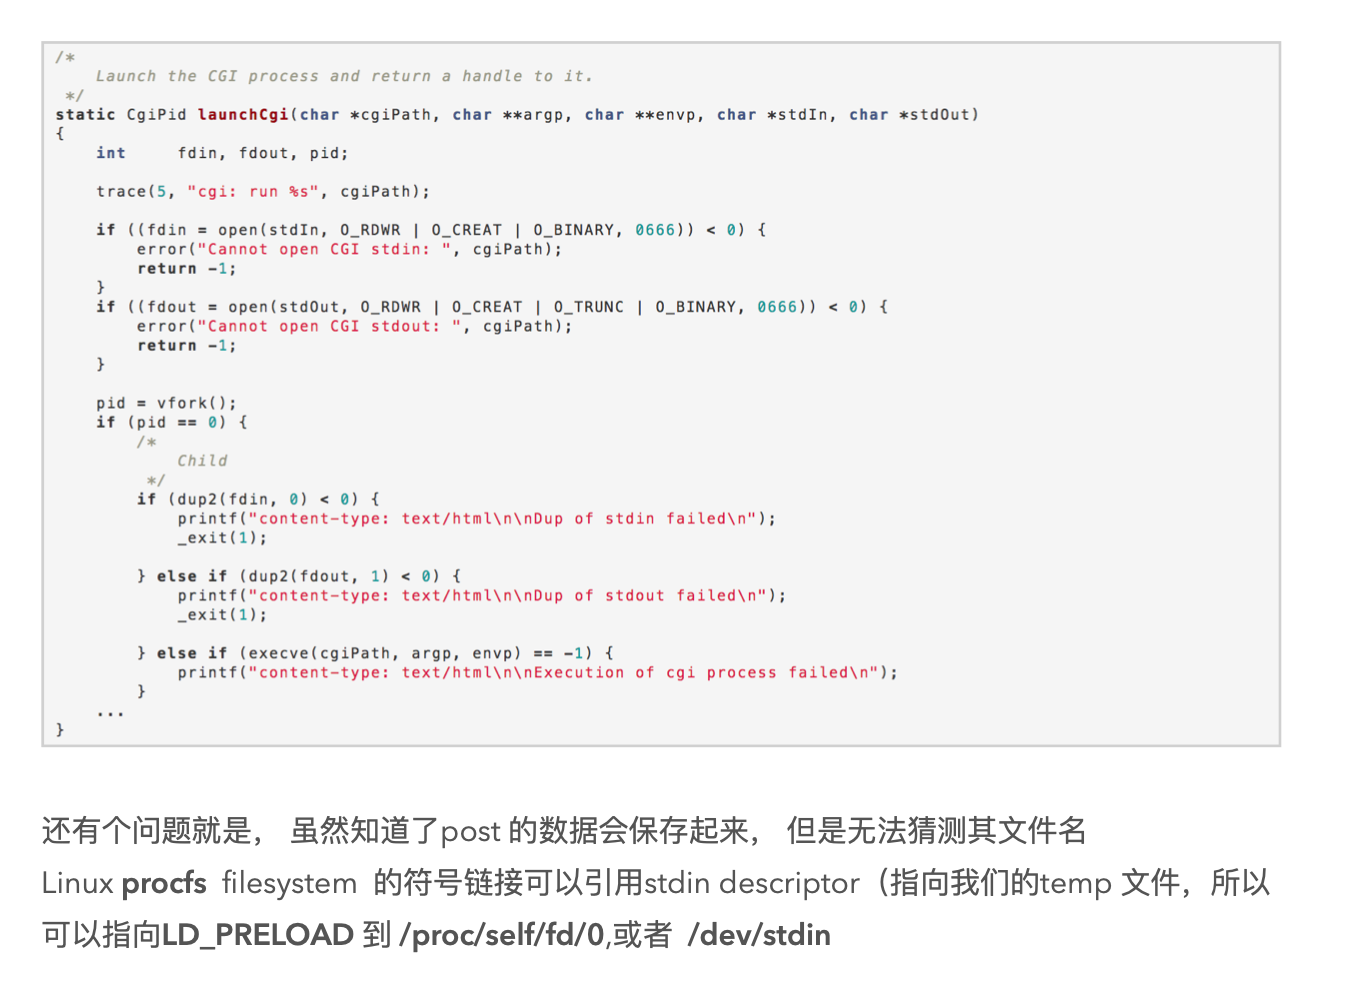 /*
    Launch the CGI process and return a handle to it.
 */
static CgiPid launchCgi(char *cgiPath, char **argp, char **envp, char *stdIn, char *stdOut)
{
    int     fdin, fdout, pid;

    trace(5, "cgi: run %s", cgiPath);

    if ((fdin = open(stdIn, O_RDWR | O_CREAT | O_BINARY, 0666)) < 0) {
        error("Cannot open CGI stdin: ", cgiPath);
        return -1;
    }
    if ((fdout = open(stdOut, O_RDWR | O_CREAT | O_TRUNC | O_BINARY, 0666)) < 0) {
        error("Cannot open CGI stdout: ", cgiPath);
        return -1;
    }

    pid = vfork();
    if (pid == 0) {
        /*
            Child
         */
        if (dup2(fdin, 0) < 0) {
            printf("content-type: text/html\n\nDup of stdin failed\n");
            _exit(1);

        } else if (dup2(fdout, 1) < 0) {
            printf("content-type: text/html\n\nDup of stdout failed\n");
            _exit(1);

        } else if (execve(cgiPath, argp, envp) == -1) {
            printf("content-type: text/html\n\nExecution of cgi process failed\n");
        }
    ...
}
还有个问题就是， 虽然知道了post 的数据会保存起来， 但是无法猜测其文件名
Linux procfs filesystem 的符号链接可以引用stdin descriptor（指向我们的temp 文件，所以
可以指向LD_PRELOAD 到 /proc/self/fd/0,或者 /dev/stdin